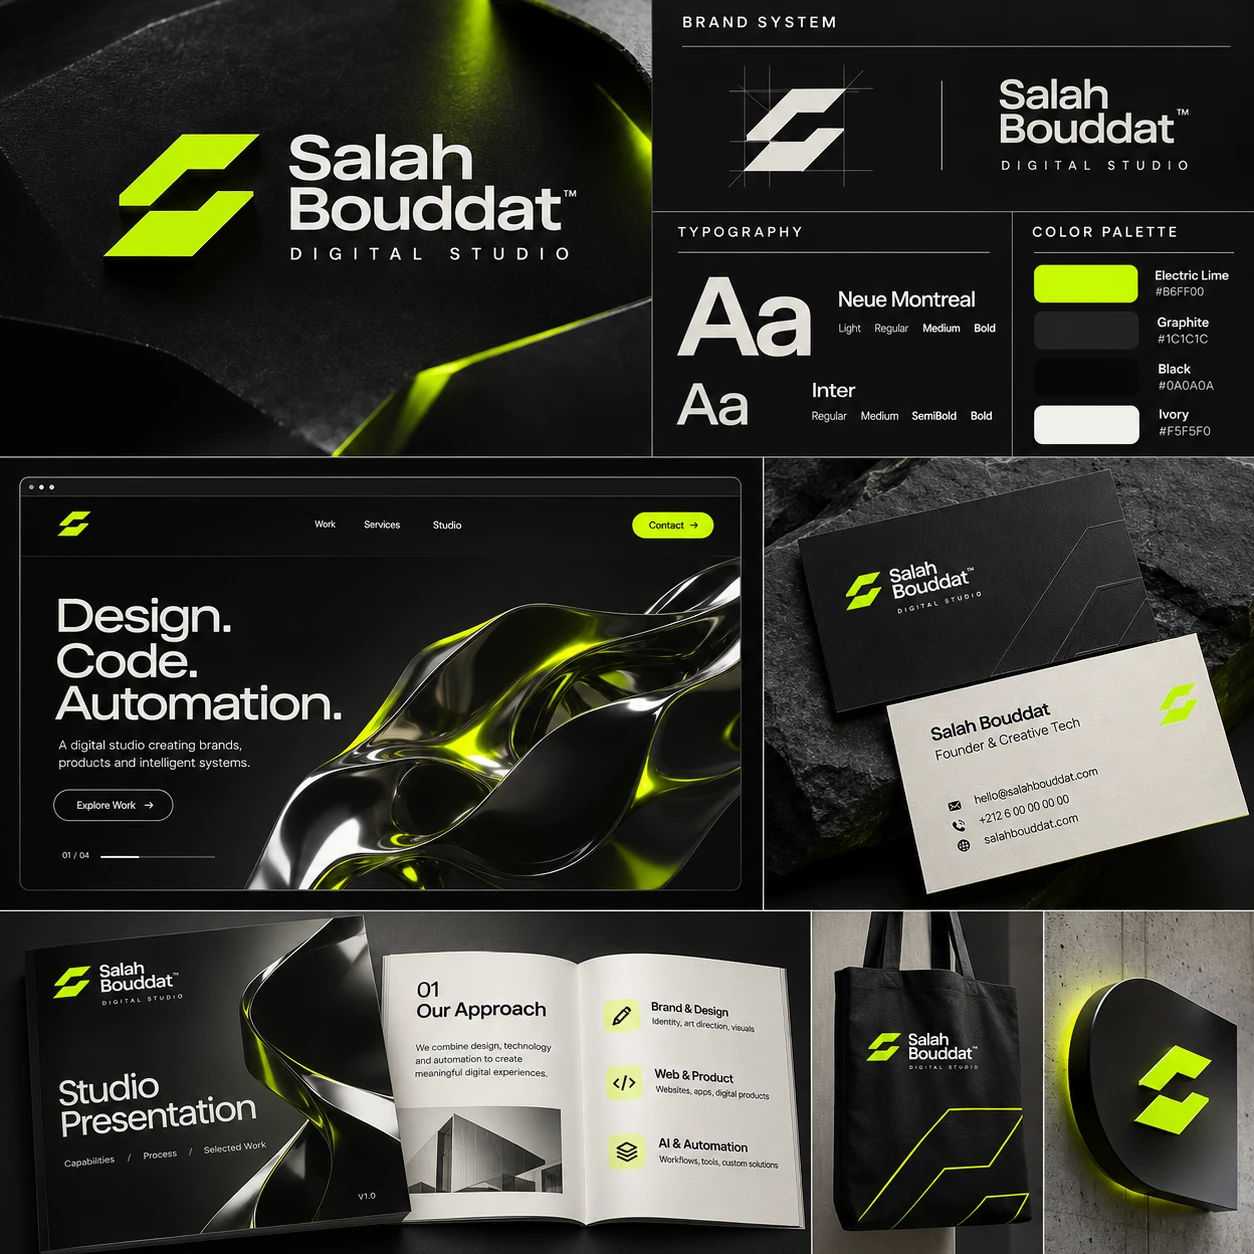 Salah
Bouddat™
DIGITAL STUDIO
BRAND SYSTEM
Salah
Bouddat™
DIGITAL STUDIO
TYPOGRAPHY
Aa
Neue Montreal
Light Regular Medium Bold
Aa
Inter
Regular Medium SemiBold Bold
COLOR PALETTE
Electric Lime
#B6FF00
Graphite
#1C1C1C
Black
#0A0A0A
Ivory
#F5F5F0
Work Services Studio
Contact →
Design.
Code.
Automation.
A digital studio creating brands,
products and intelligent systems.
Explore Work →
01 / 04
Salah
Bouddat™
DIGITAL STUDIO
Salah Bouddat
Founder & Creative Tech
hello@salahbouddat.com
+212 6 00 00 00 00
salahbouddat.com
Salah
Bouddat™
DIGITAL STUDIO
Studio
Presentation
Capabilities / Process / Selected Work
V1.0
01
Our Approach
We combine design, technology
and automation to create
meaningful digital experiences.
Brand & Design
Identity, art direction, visuals
</>
Web & Product
Websites, apps, digital products
AI & Automation
Workflows, tools, custom solutions
Salah
Bouddat™
DIGITAL STUDIO